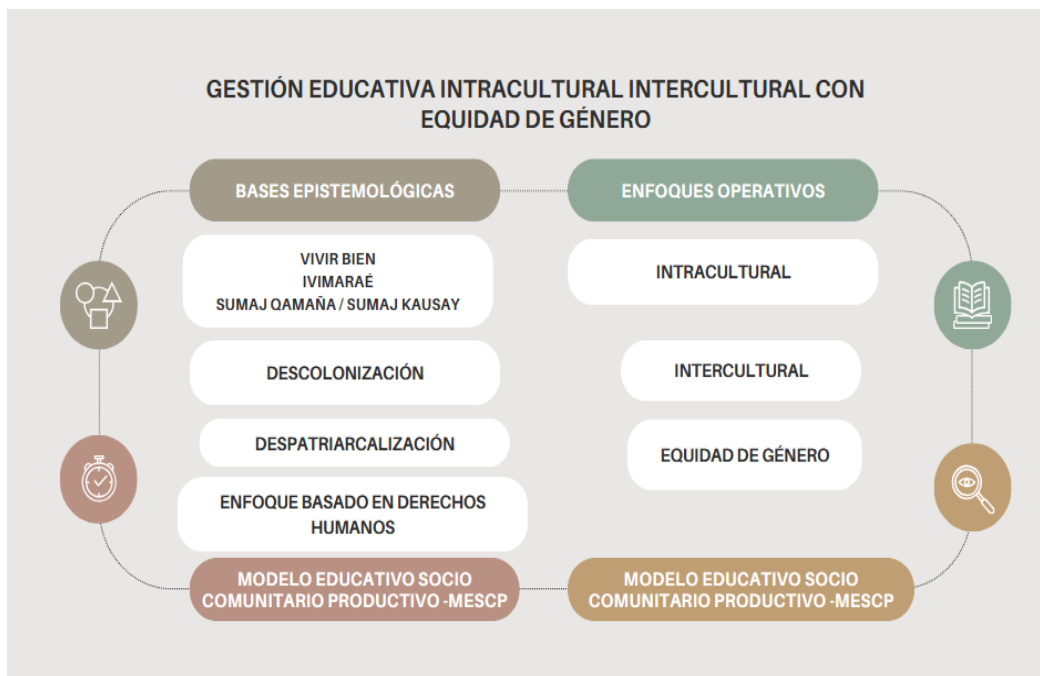 GESTIÓN EDUCATIVA INTRACULTURAL INTERCULTURAL CON
EQUIDAD DE GÉNERO
BASES EPISTEMOLÓGICAS
VIVIR BIEN
IVIMARAÉ
SUMAJ QAMAÑA / SUMAJ KAUSAY
DESCOLONIZACIÓN
DESPATRIARCALIZACIÓN
ENFOQUE BASADO EN DERECHOS
HUMANOS
MODELO EDUCATIVO SOCIO
COMUNITARIO PRODUCTIVO -MESCP
ENFOQUES OPERATIVOS
INTRACULTURAL
INTERCULTURAL
EQUIDAD DE GÉNERO
MODELO EDUCATIVO SOCIO
COMUNITARIO PRODUCTIVO -MESCP